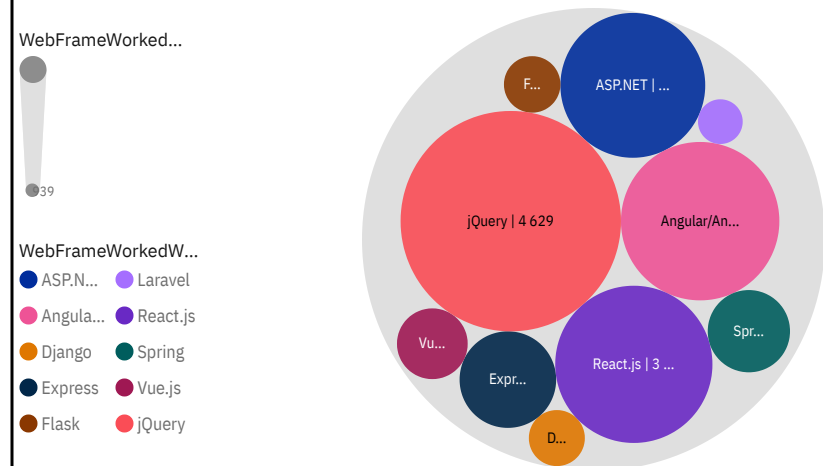 WebFrameWorked...
939
WebFrameWorkedW...
ASP.N...
Laravel
Angula...
React.js
Django
Spring
Express
Vue.js
Flask
jQuery
F...
ASP.NET | ...
jQuery | 4 629
Angular/An...
Vu...
Spr...
React.js | 3 ...
Expr...
D...